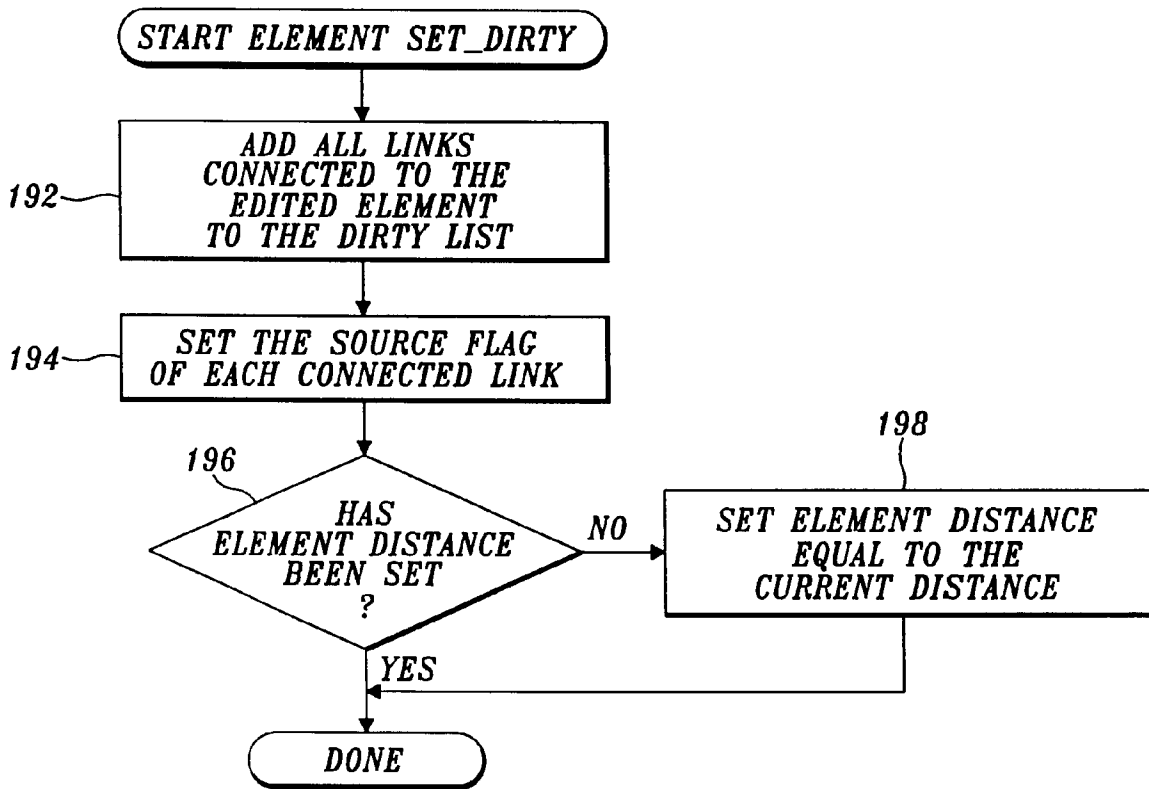 START ELEMENT SET_DIRTY
192
ADD ALL LINKS
CONNECTED TO THE
EDITED ELEMENT
TO THE DIRTY LIST
194
SET THE SOURCE FLAG
OF EACH CONNECTED LINK
196
HAS
ELEMENT DISTANCE
BEEN SET
?
NO
198
SET ELEMENT DISTANCE
EQUAL TO THE
CURRENT DISTANCE
YES
DONE